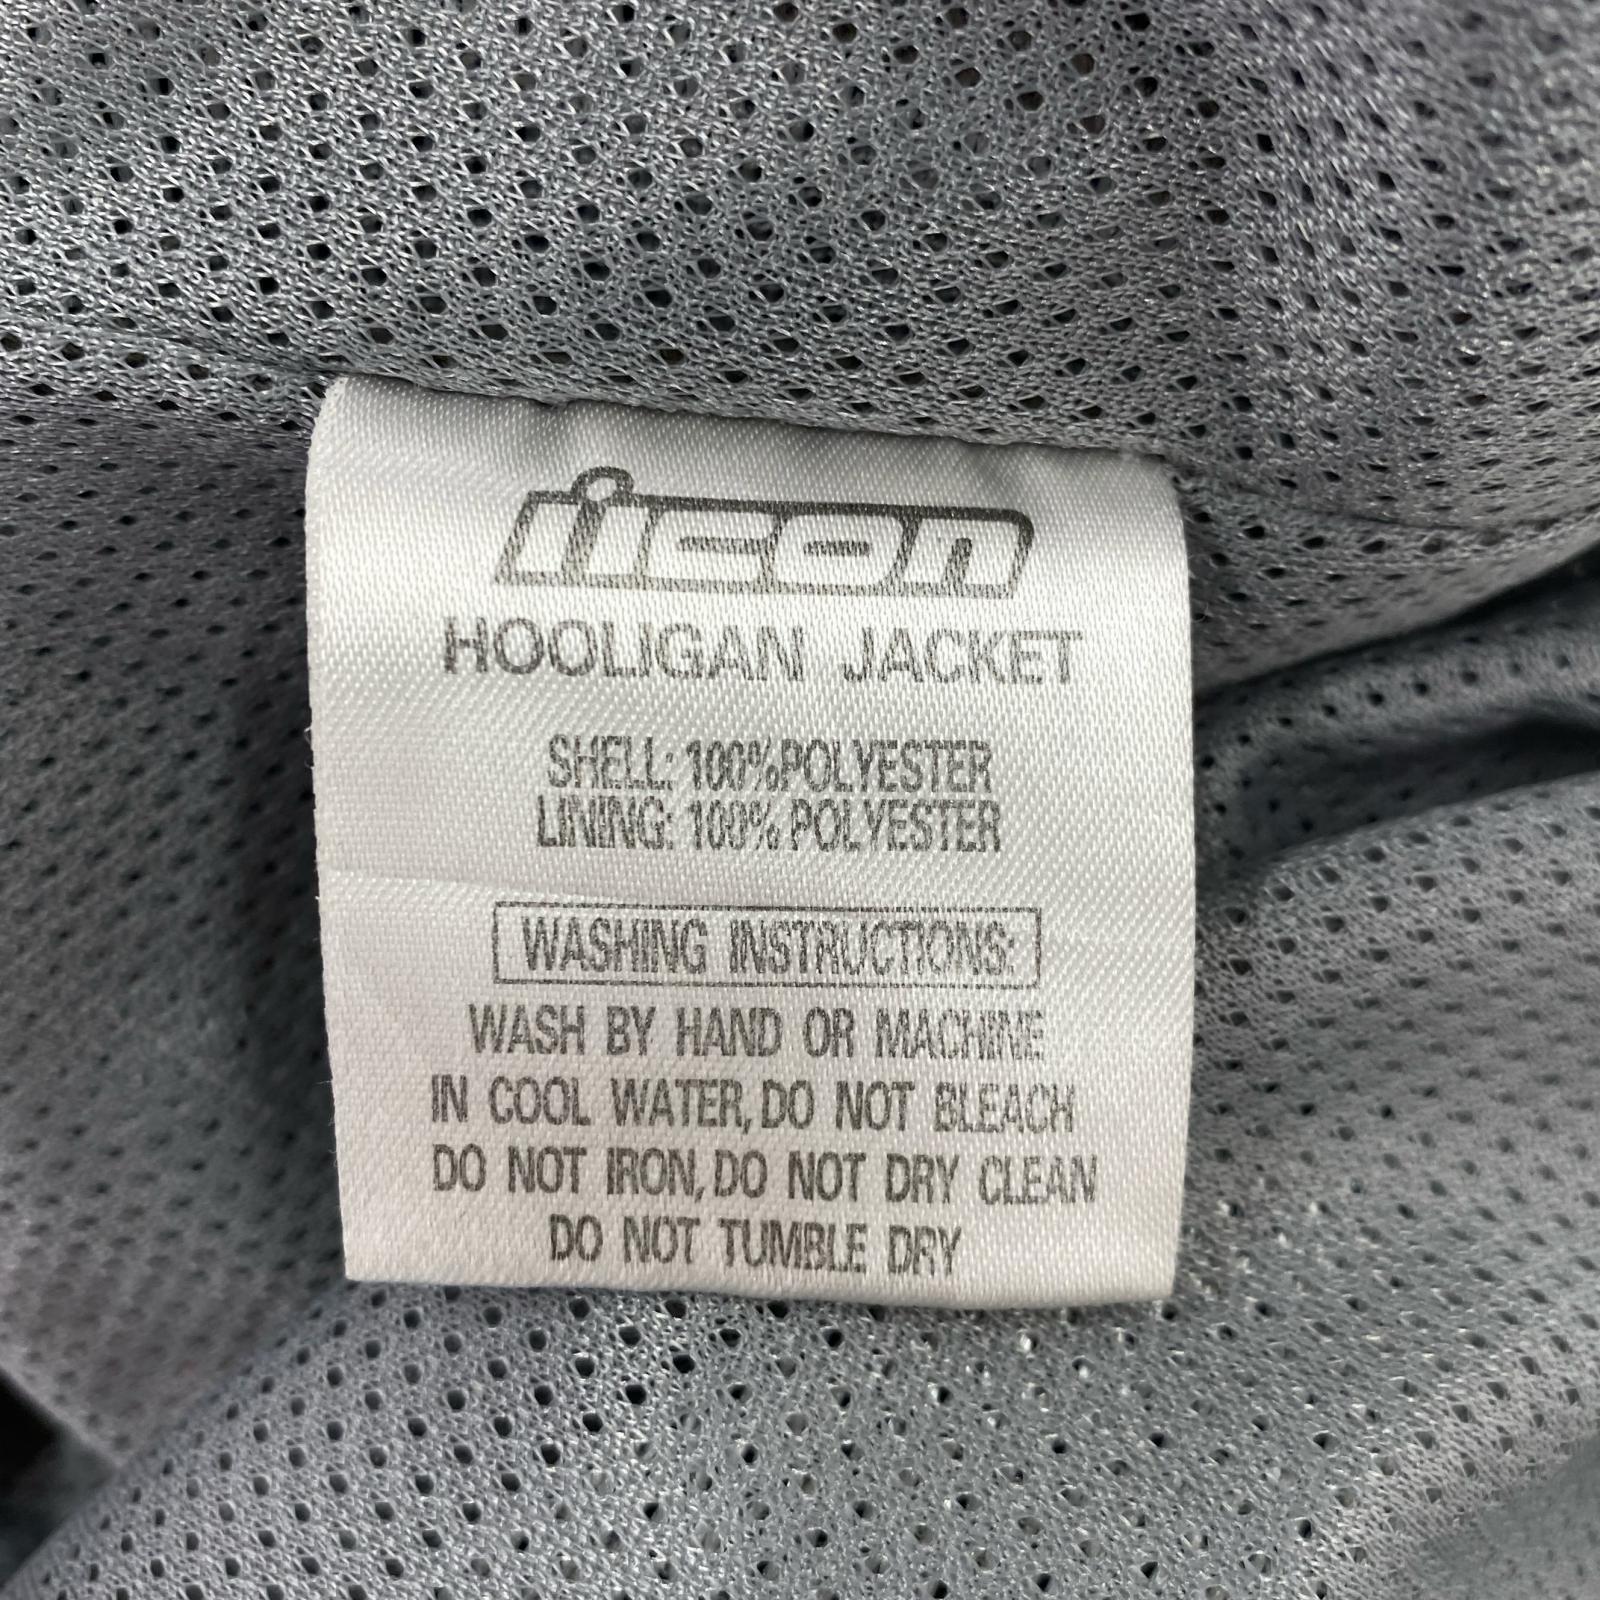 icon
HOOLIGAN JACKET
SHELL: 100%POLYESTER
LINING: 100% POLYESTER
WASHING INSTRUCTIONS:
WASH BY HAND OR MACHINE
IN COOL WATER, DO NOT BLEACH
DO NOT IRON, DO NOT DRY CLEAN
DO NOT TUMBLE DRY